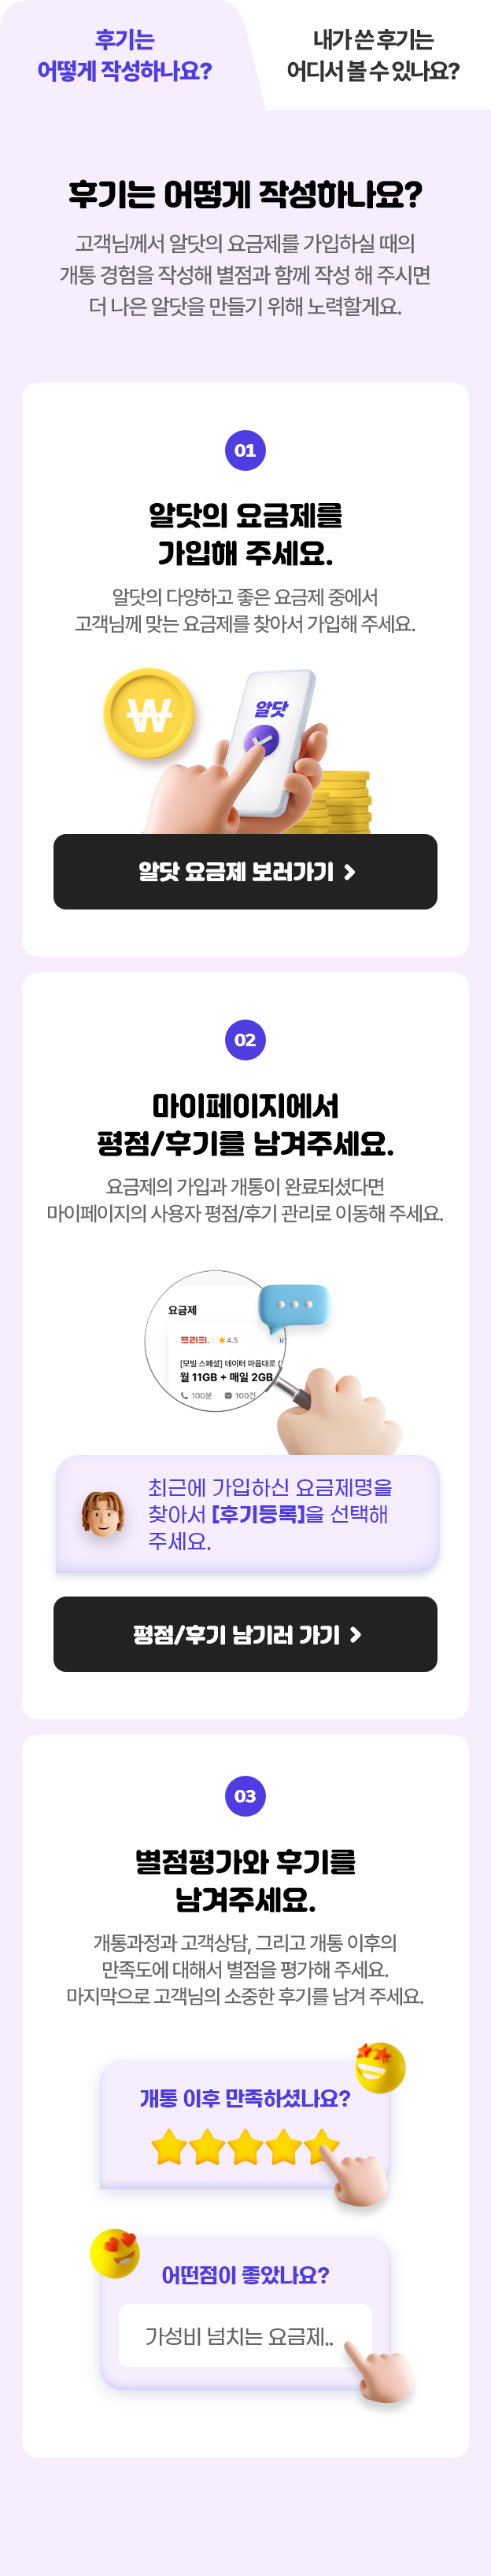 후기는
어떻게 작성하나요?
내가 쓴 후기는
어디서 볼 수 있나요?
후기는 어떻게 작성하나요?
고객님께서 알닷의 요금제를 가입하실 때의
개통 경험을 작성해 별점과 함께 작성 해 주시면
더 나은 알닷을 만들기 위해 노력할게요.
01
알닷의 요금제를
가입해 주세요.
알닷의 다양하고 좋은 요금제 중에서
고객님께 맞는 요금제를 찾아서 가입해 주세요.
₩
알닷
알닷 요금제 보러가기 >
02
마이페이지에서
평점/후기를 남겨주세요.
요금제의 가입과 개통이 완료되셨다면
마이페이지의 사용자 평점/후기 관리로 이동해 주세요.
요금제
프리티. 4.5
[모빌 스페셜] 데이터 마음대로 (
월 11GB + 매일 2GB
100분 100건
최근에 가입하신 요금제명을
찾아서 [후기등록]을 선택해
주세요.
평점/후기 남기러 가기 >
03
별점평가와 후기를
남겨주세요.
개통과정과 고객상담, 그리고 개통 이후의
만족도에 대해서 별점을 평가해 주세요.
마지막으로 고객님의 소중한 후기를 남겨 주세요.
개통 이후 만족하셨나요?
어떤점이 좋았나요?
가성비 넘치는 요금제..